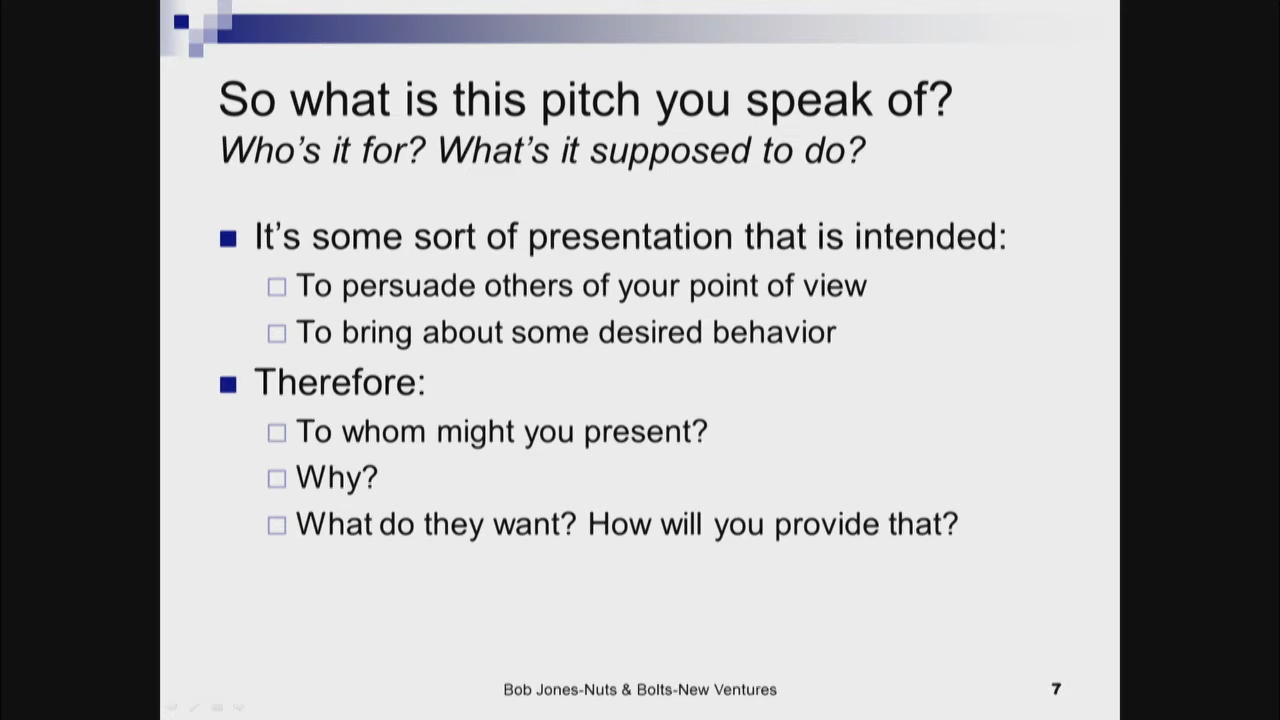 So what is this pitch you speak of?
Who's it for? What's it supposed to do?
It's some sort of presentation that is intended:
To persuade others of your point of view
To bring about some desired behavior
Therefore:
To whom might you present?
Why?
What do they want? How will you provide that?
Bob Jones-Nuts & Bolts-New Ventures
7